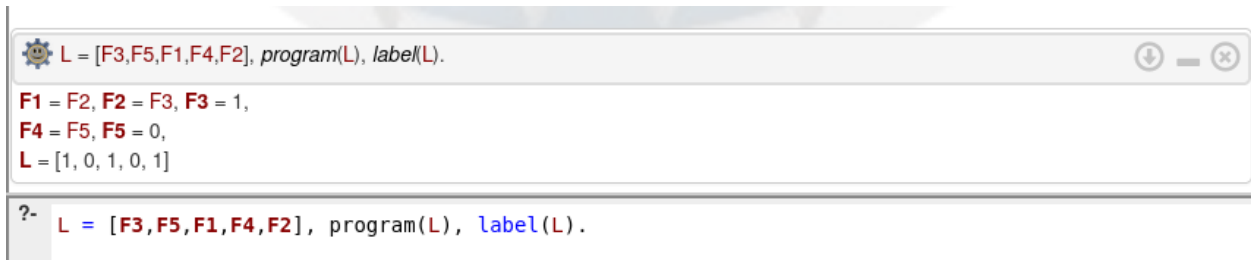 L = [F3,F5,F1,F4,F2], program(L), label(L).
F1 = F2, F2 = F3, F3 = 1,
F4 = F5, F5 = 0,
L = [1, 0, 1, 0, 1]
?- L = [F3,F5,F1,F4,F2], program(L), label(L).